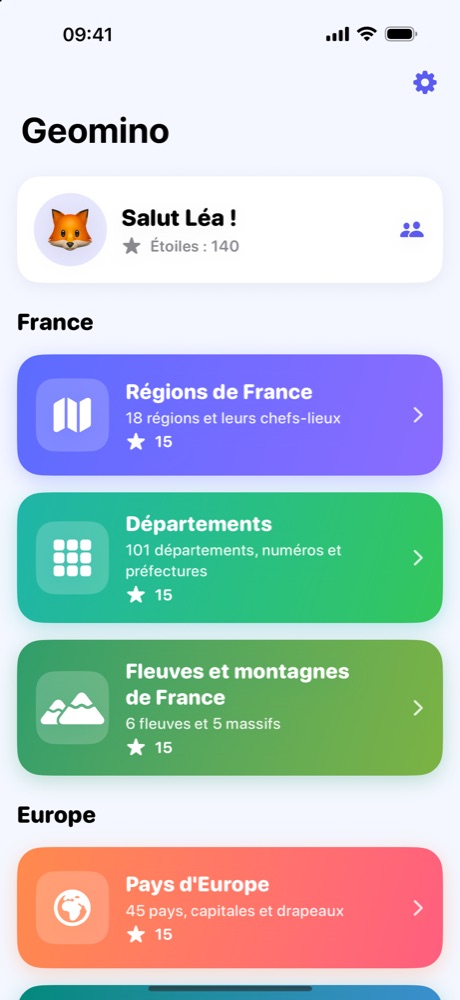 09:41
Geomino
Salut Léa !
Étoiles : 140
France
Régions de France
18 régions et leurs chefs-lieux
15
Départements
101 départements, numéros et
préfectures
15
Fleuves et montagnes
de France
6 fleuves et 5 massifs
15
Europe
Pays d'Europe
45 pays, capitales et drapeaux
15